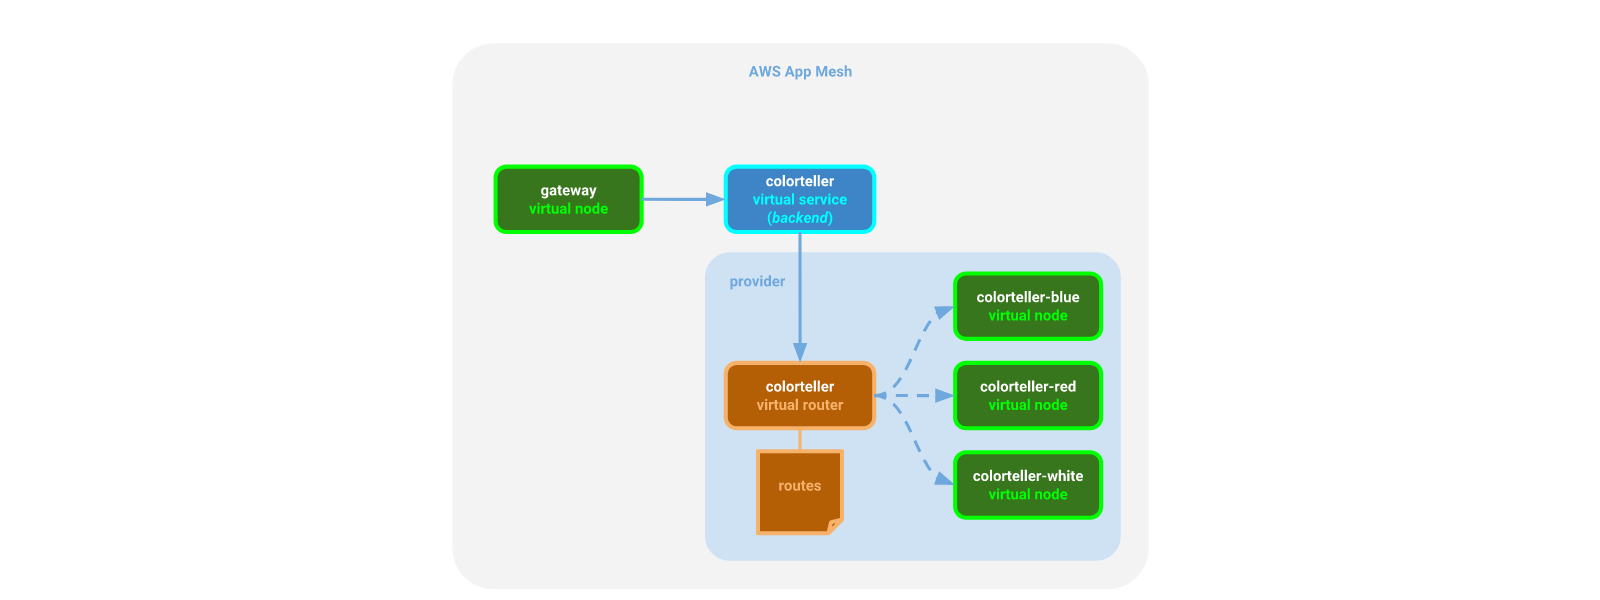 AWS App Mesh
gateway
virtual node
colorteller
virtual service
(backend)
provider
colorteller
virtual router
routes
colorteller-blue
virtual node
colorteller-red
virtual node
colorteller-white
virtual node